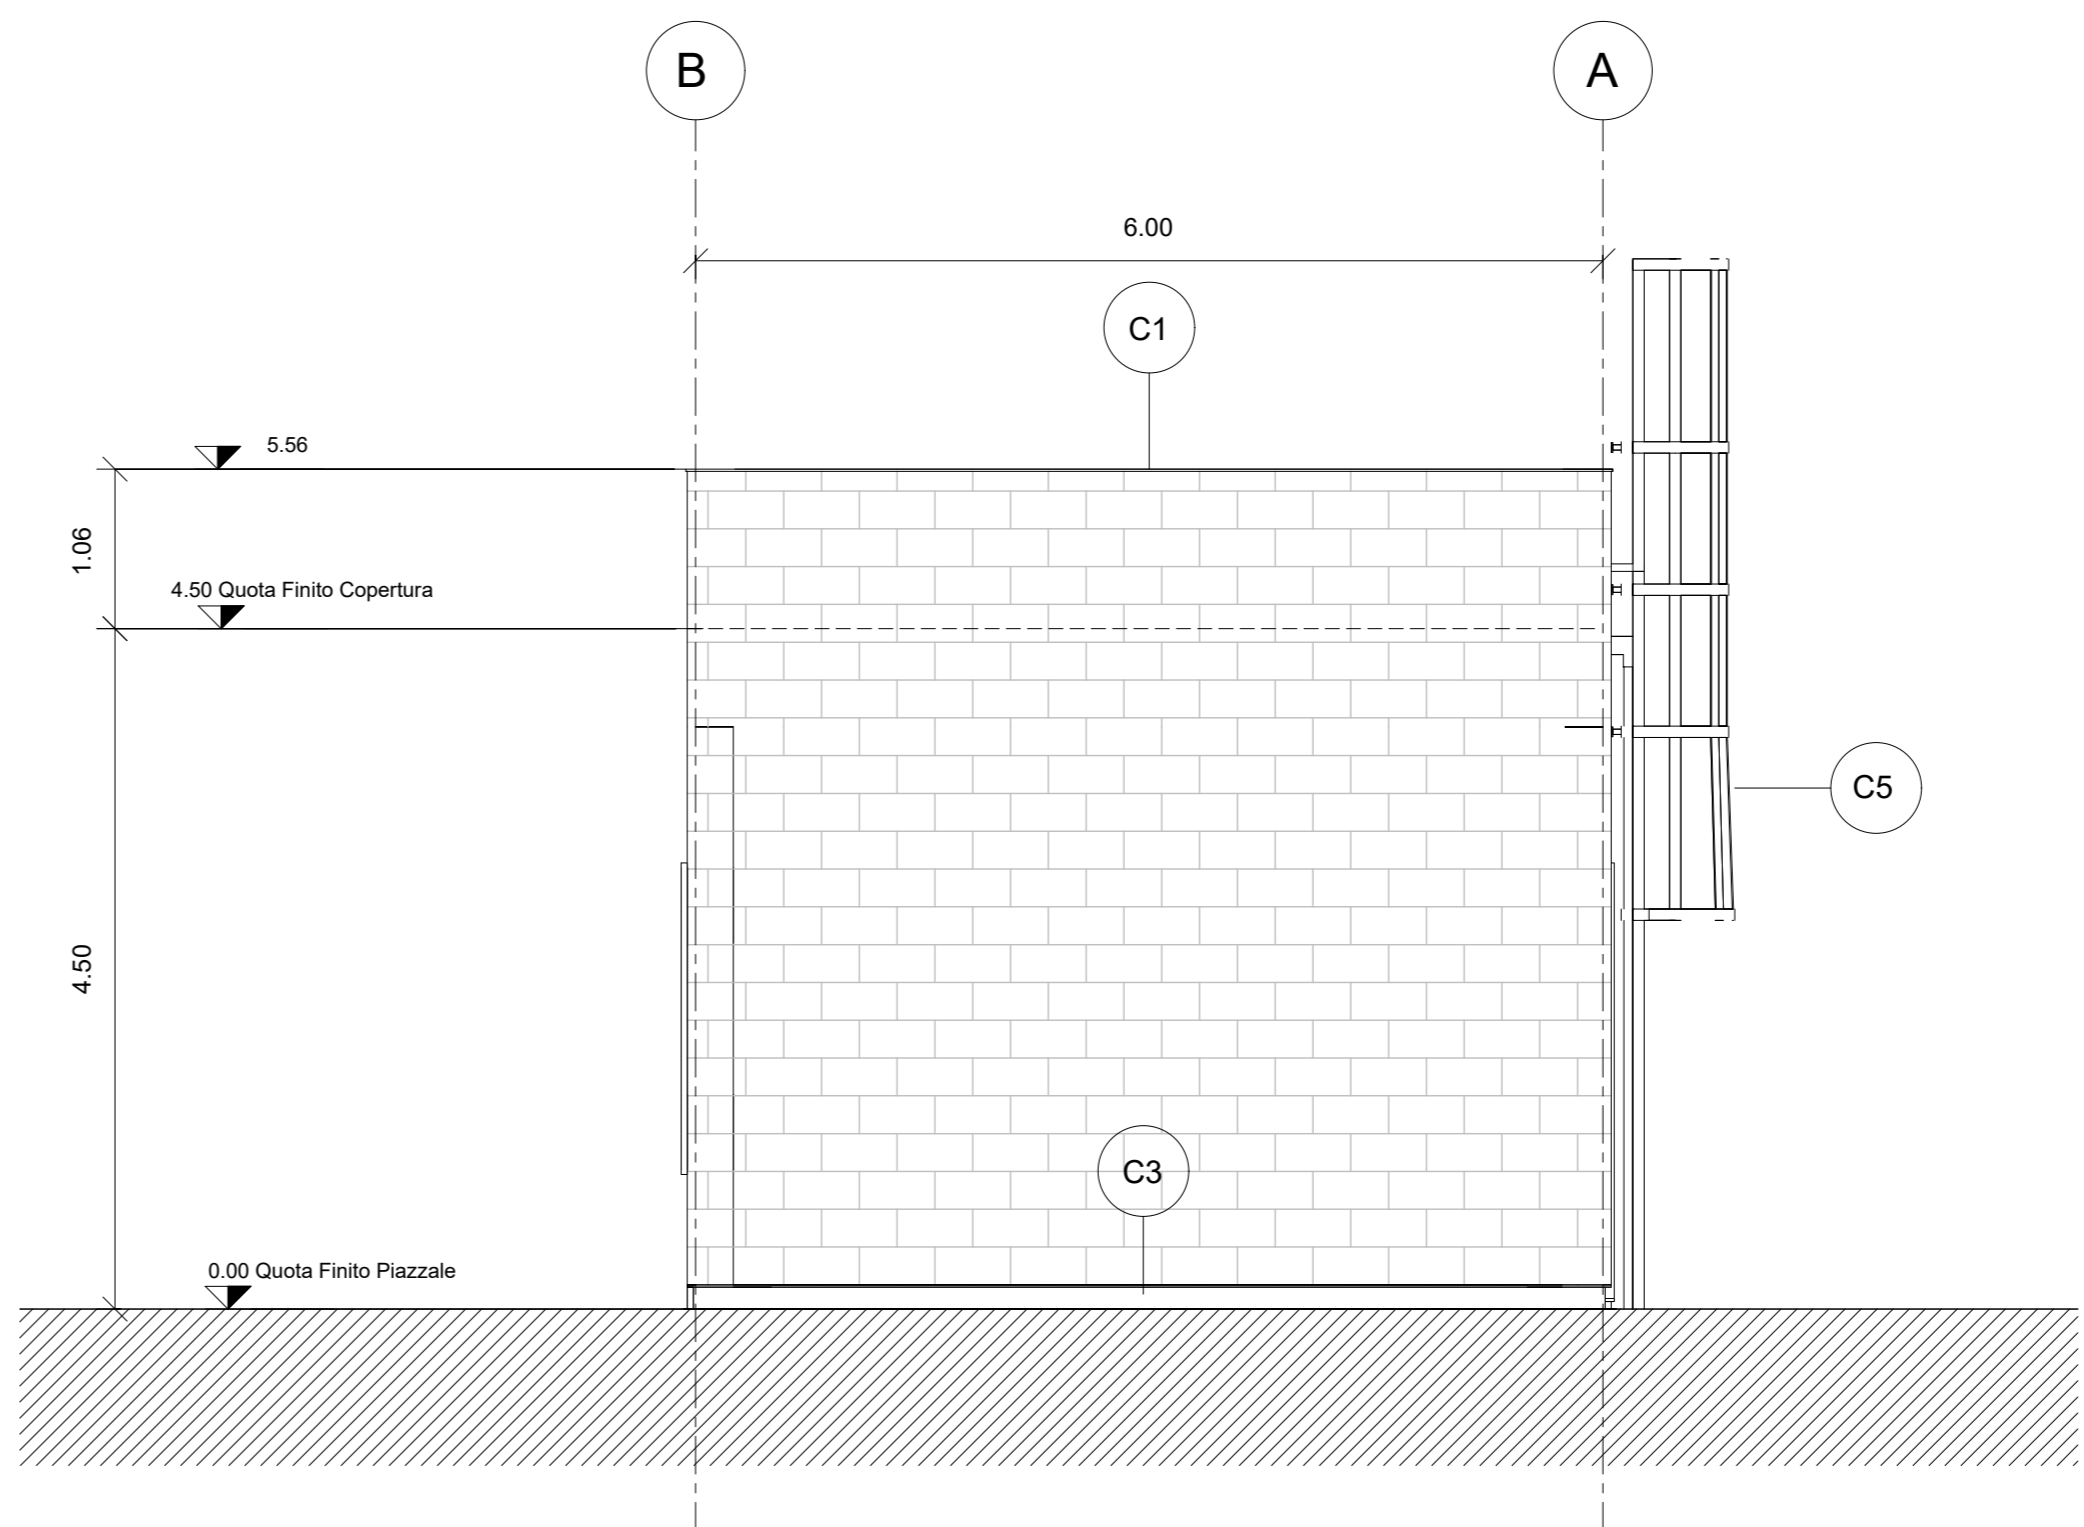 B
A
6.00
C1
5.56
1.06
4.50 Quota Finito Copertura
C5
4.50
C3
0.00 Quota Finito Piazzale